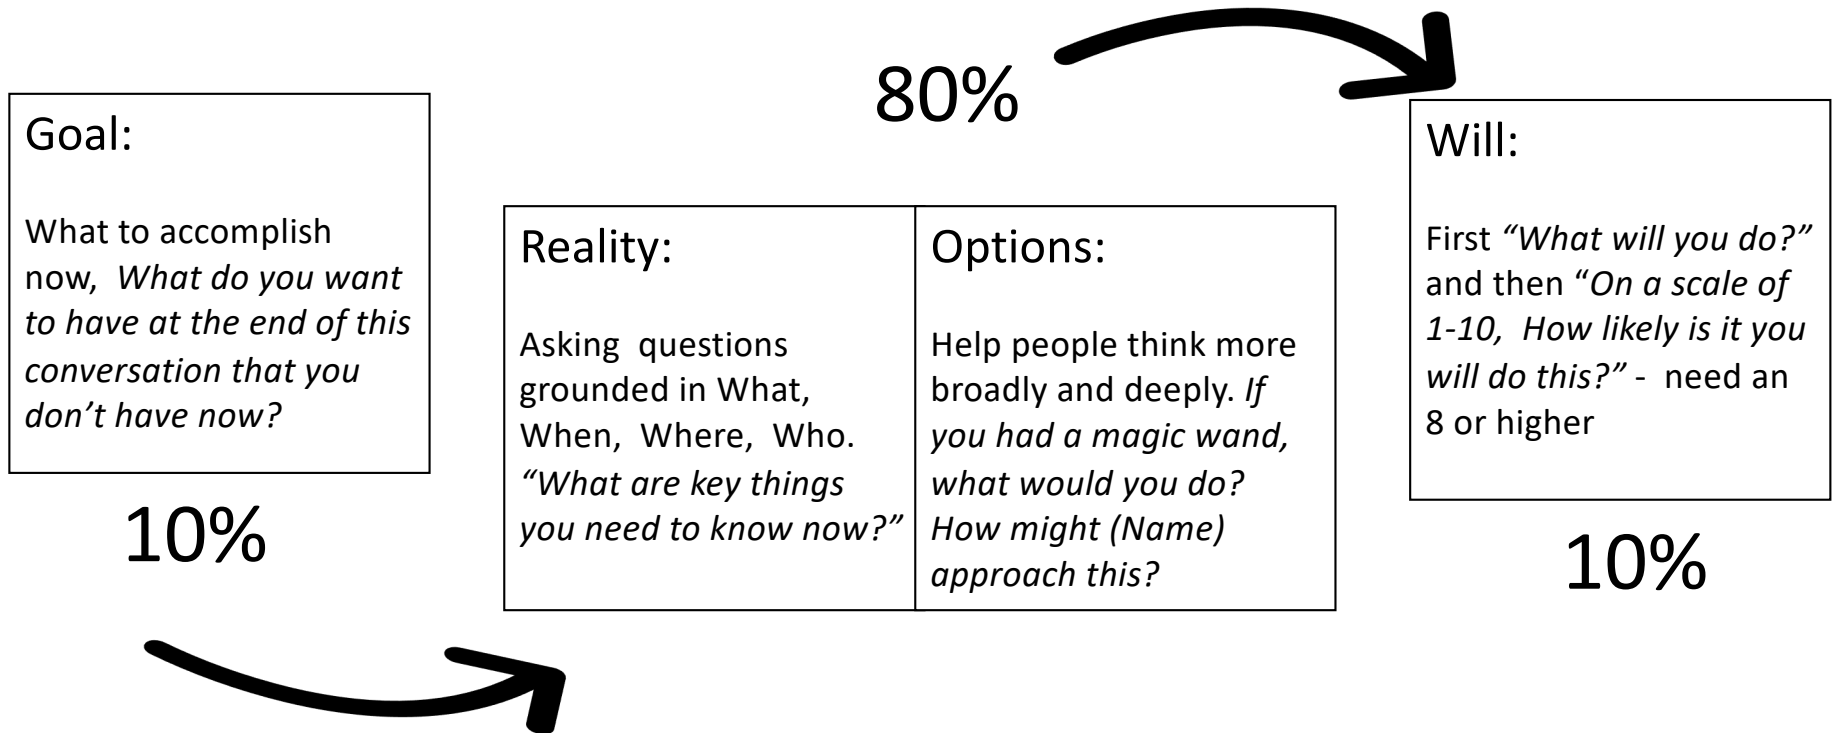 Goal:
What to accomplish
now, What do you want
to have at the end of this
conversation that you
don’t have now?
10%
80%
Reality:
Asking questions
grounded in What,
When, Where, Who.
“What are key things
you need to know now?”
Options:
Help people think more
broadly and deeply. If
you had a magic wand,
what would you do?
How might (Name)
approach this?
Will:
First “What will you do?”
and then “On a scale of
1-10, How likely is it you
will do this?” - need an
8 or higher
10%